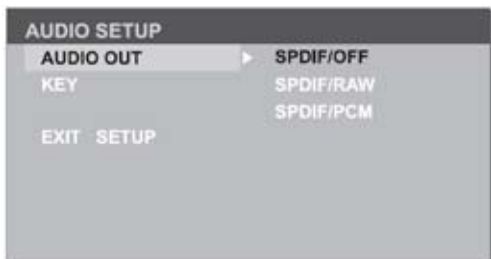 AUDIO SETUP
AUDIO OUT SPDIF/OFF
KEY SPDIF/RAW
SPDIF/PCM
EXIT SETUP